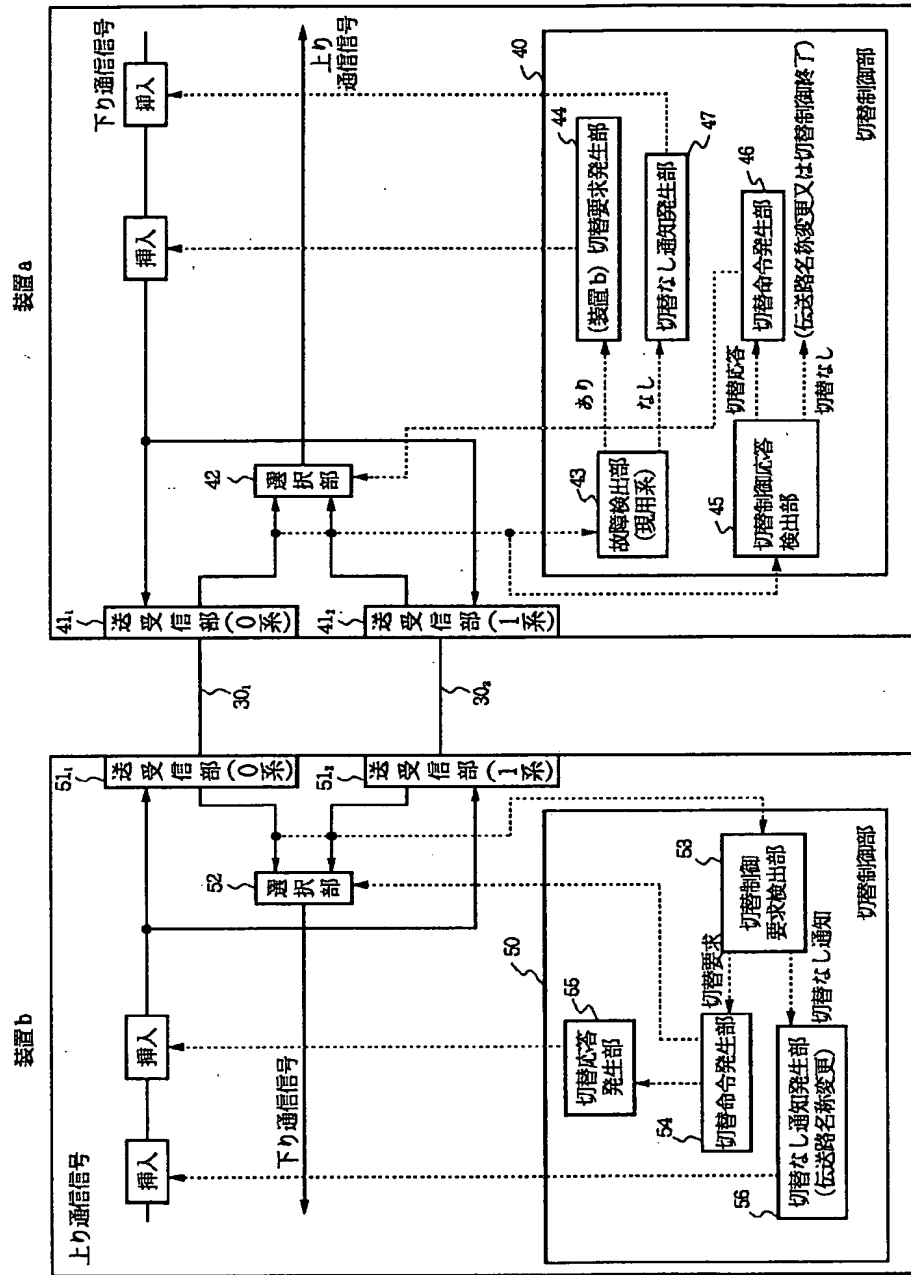 装置b
上り通信信号
挿入
挿入
51₁
送受信部(0系)
51₂
送受信部(1系)
52
選択部
下り通信信号
50
55
切替応答
発生部
54
切替命令発生部
切替要求
53
切替制御
要求検出部
切替なし通知
56
切替なし通知発生部
(伝送路名称変更)
切替制御部
30₁
30₂
装置a
下り通信信号
挿入
挿入
41₁
送受信部(0系)
41₂
送受信部(1系)
42
選択部
上り
通信信号
40
43
故障検出部
(現用系)
あり
なし
44
(装置b)切替要求発生部
47
切替なし通知発生部
45
切替制御応答
検出部
切替応答
切替なし
46
切替命令発生部
(伝送路名称変更又は切替制御終了)
切替制御部